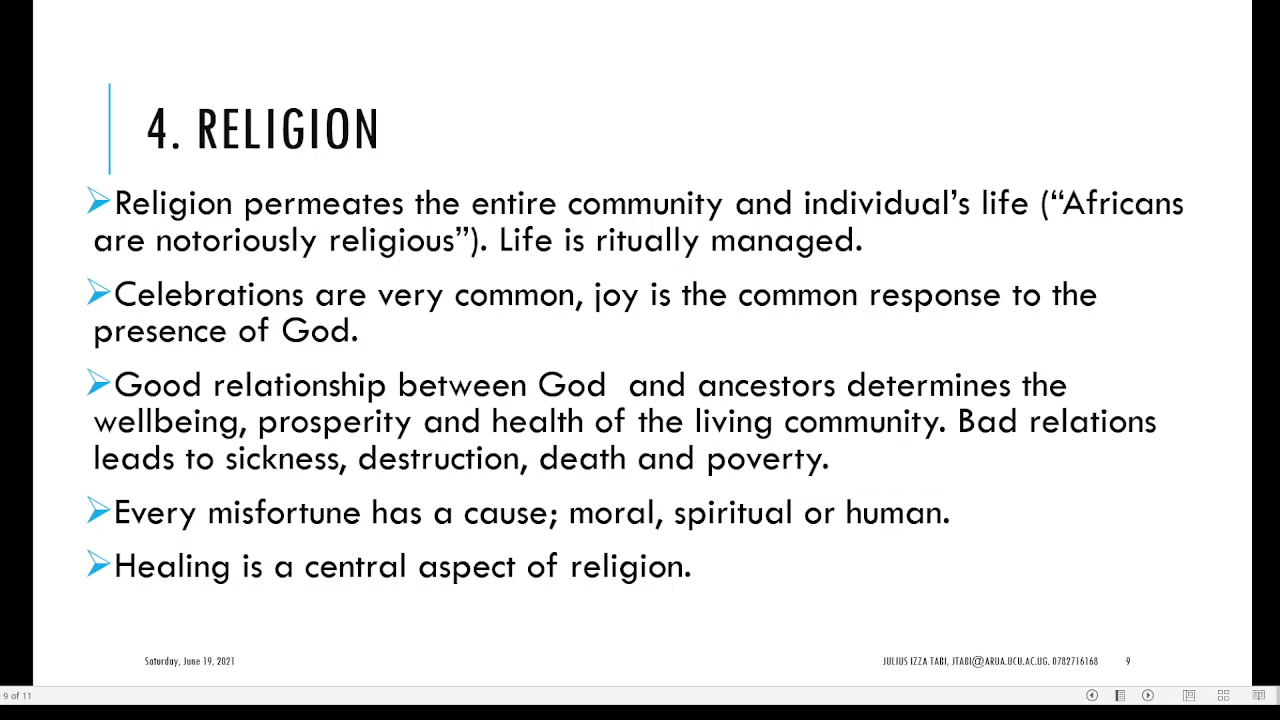 4. RELIGION
Religion permeates the entire community and individual’s life (“Africans
are notoriously religious”). Life is ritually managed.
Celebrations are very common, joy is the common response to the
presence of God.
Good relationship between God  and ancestors determines the
wellbeing, prosperity and health of the living community. Bad relations
leads to sickness, destruction, death and poverty.
Every misfortune has a cause; moral, spiritual or human.
Healing is a central aspect of religion.
Saturday, June 19, 2021
JULIUS IZZA TABI, JTABI@ARUA.UCU.AC.UG. 0782716168
9
9 of 11